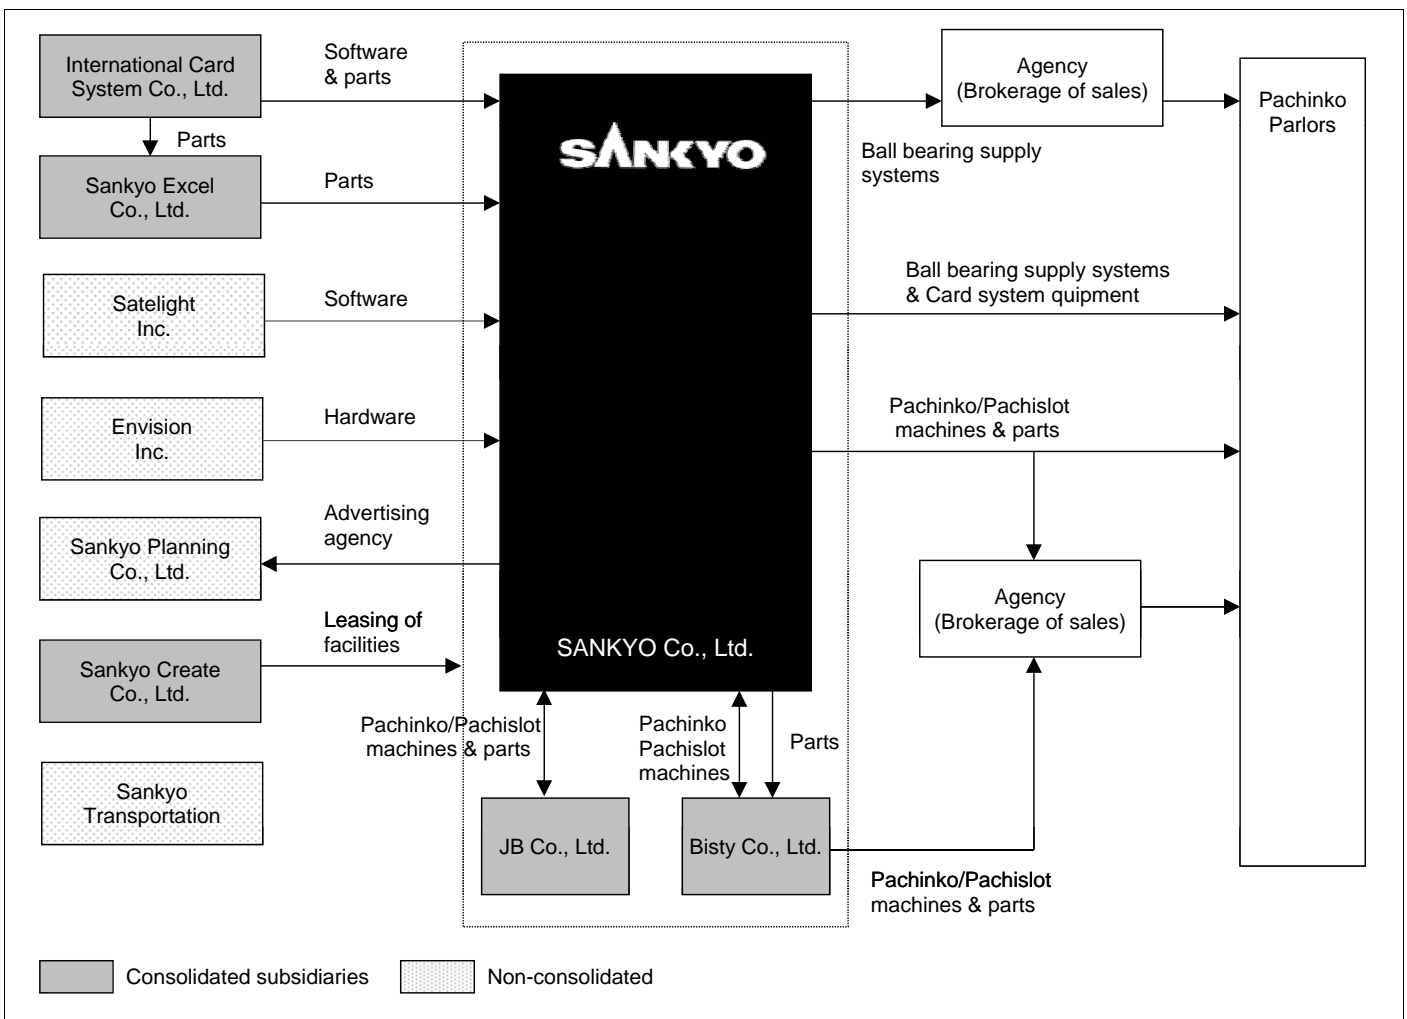 International Card
System Co., Ltd.
Software
& parts
Parts
Sankyo Excel
Co., Ltd.
Parts
Satelight
Inc.
Software
Envision
Inc.
Hardware
Sankyo Planning
Co., Ltd.
Advertising
agency
Sankyo Create
Co., Ltd.
Leasing of
facilities
Sankyo
Transportation
SANKYO
SANKYO Co., Ltd.
Pachinko/Pachislot
machines & parts
Pachinko
Pachislot
machines
Parts
JB Co., Ltd.
Bisty Co., Ltd.
Agency
(Brokerage of sales)
Ball bearing supply
systems
Ball bearing supply systems
& Card system quipment
Pachinko/Pachislot
machines & parts
Agency
(Brokerage of sales)
Pachinko/Pachislot
machines & parts
Pachinko
Parlors
Consolidated subsidiaries
Non-consolidated